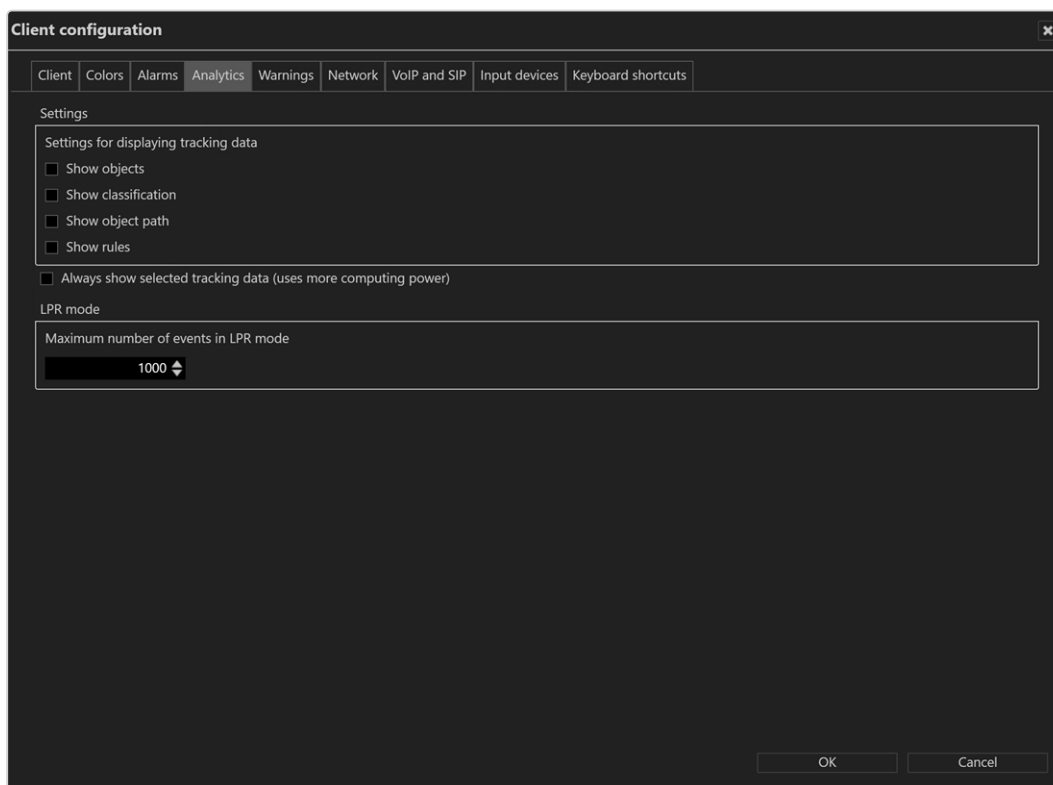 Client configuration
Client Colors Alarms Analytics Warnings Network VoIP and SIP Input devices Keyboard shortcuts
Settings
Settings for displaying tracking data
Show objects
Show classification
Show object path
Show rules
Always show selected tracking data (uses more computing power)
LPR mode
Maximum number of events in LPR mode
1000
OK Cancel